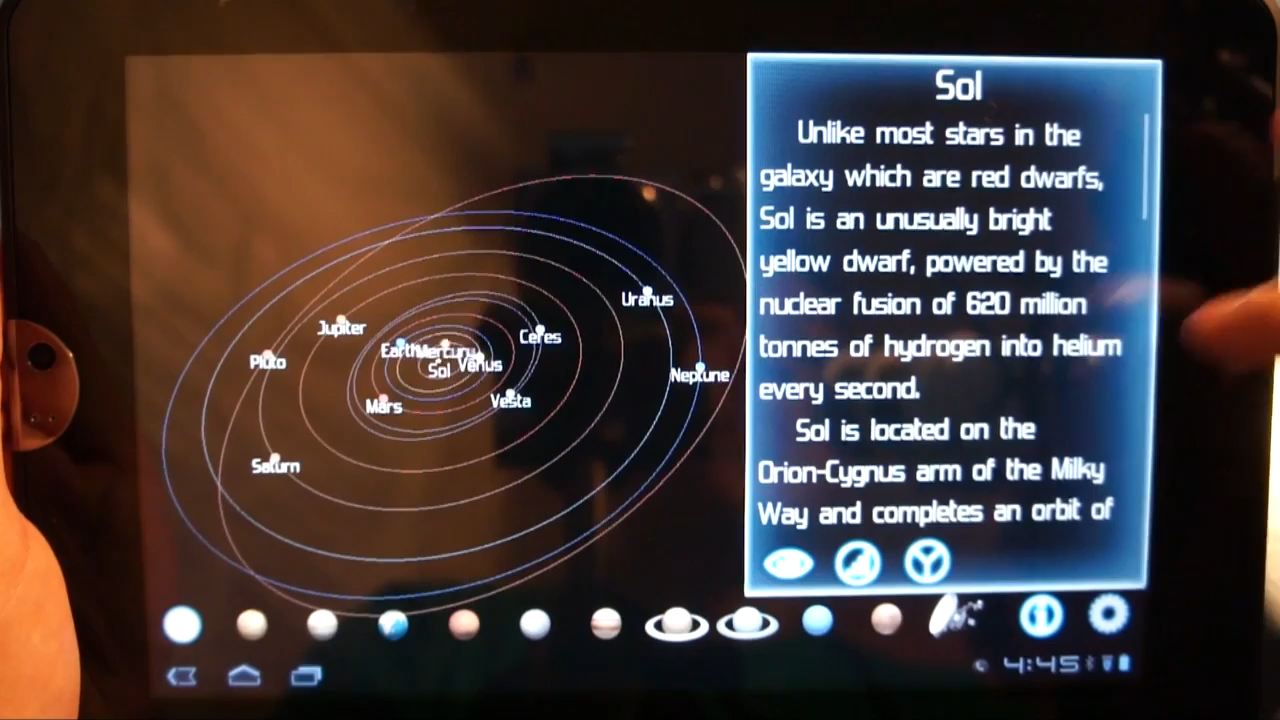 Sol
Unlike most stars in the
galaxy which are red dwarfs,
Sol is an unusually bright
yellow dwarf, powered by the
nuclear fusion of 620 million
tonnes of hydrogen into helium
every second.
Sol is located on the
Orion-Cygnus arm of the Milky
Way and completes an orbit of
Uranus
Jupiter
Ceres
Earth
Mercury
Pluto
Venus
Sol
Neptune
Mars
Vesta
Saturn
4:45